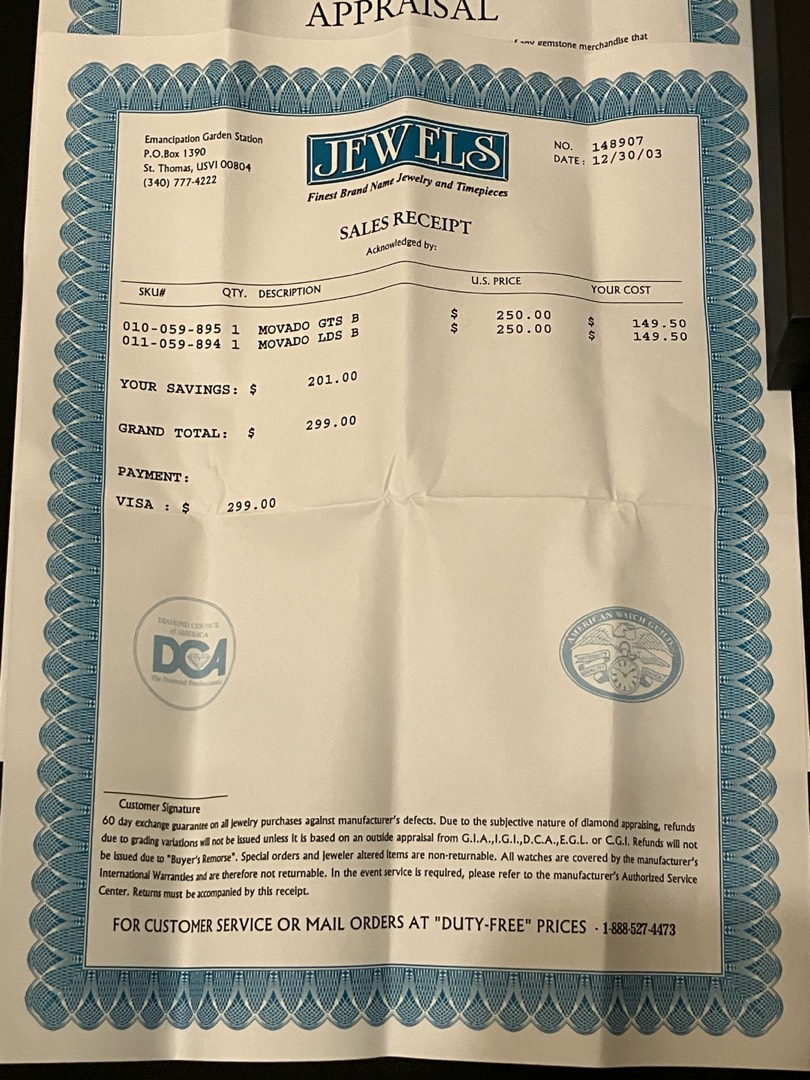 APPRAISAL
gemstone merchandise that
Emancipation Garden Station
P.O.Box 1390
St. Thomas, USVI 00804
(340) 777-4222
JEWELS
Finest Brand Name Jewelry and Timepieces
NO. 148907
DATE: 12/30/03
SALES RECEIPT
Acknowledged by:
SKU# QTY. DESCRIPTION U.S. PRICE YOUR COST
010-059-895 1 MOVADO GTS B $ 250.00 $ 149.50
011-059-894 1 MOVADO LDS B $ 250.00 $ 149.50
YOUR SAVINGS: $ 201.00
GRAND TOTAL: $ 299.00
PAYMENT:
VISA : $ 299.00
DIAMOND COUNCIL
of AMERICA
DCA
The Diamond Professionals
AMERICAN WATCH GUILD
Customer Signature
60 day exchange guarantee on all jewelry purchases against manufacturer's defects. Due to the subjective nature of diamond appraising, refunds
due to grading variations will not be issued unless it is based on an outside appraisal from G.I.A.,I.G.I.,D.C.A.,E.G.L. or C.G.I. Refunds will not
be issued due to "Buyer's Remorse". Special orders and jeweler altered items are non-returnable. All watches are covered by the manufacturer's
International Warranties and are therefore not returnable. In the event service is required, please refer to the manufacturer's Authorized Service
Center. Returns must be accompanied by this receipt.
FOR CUSTOMER SERVICE OR MAIL ORDERS AT "DUTY-FREE" PRICES - 1-888-527-4473